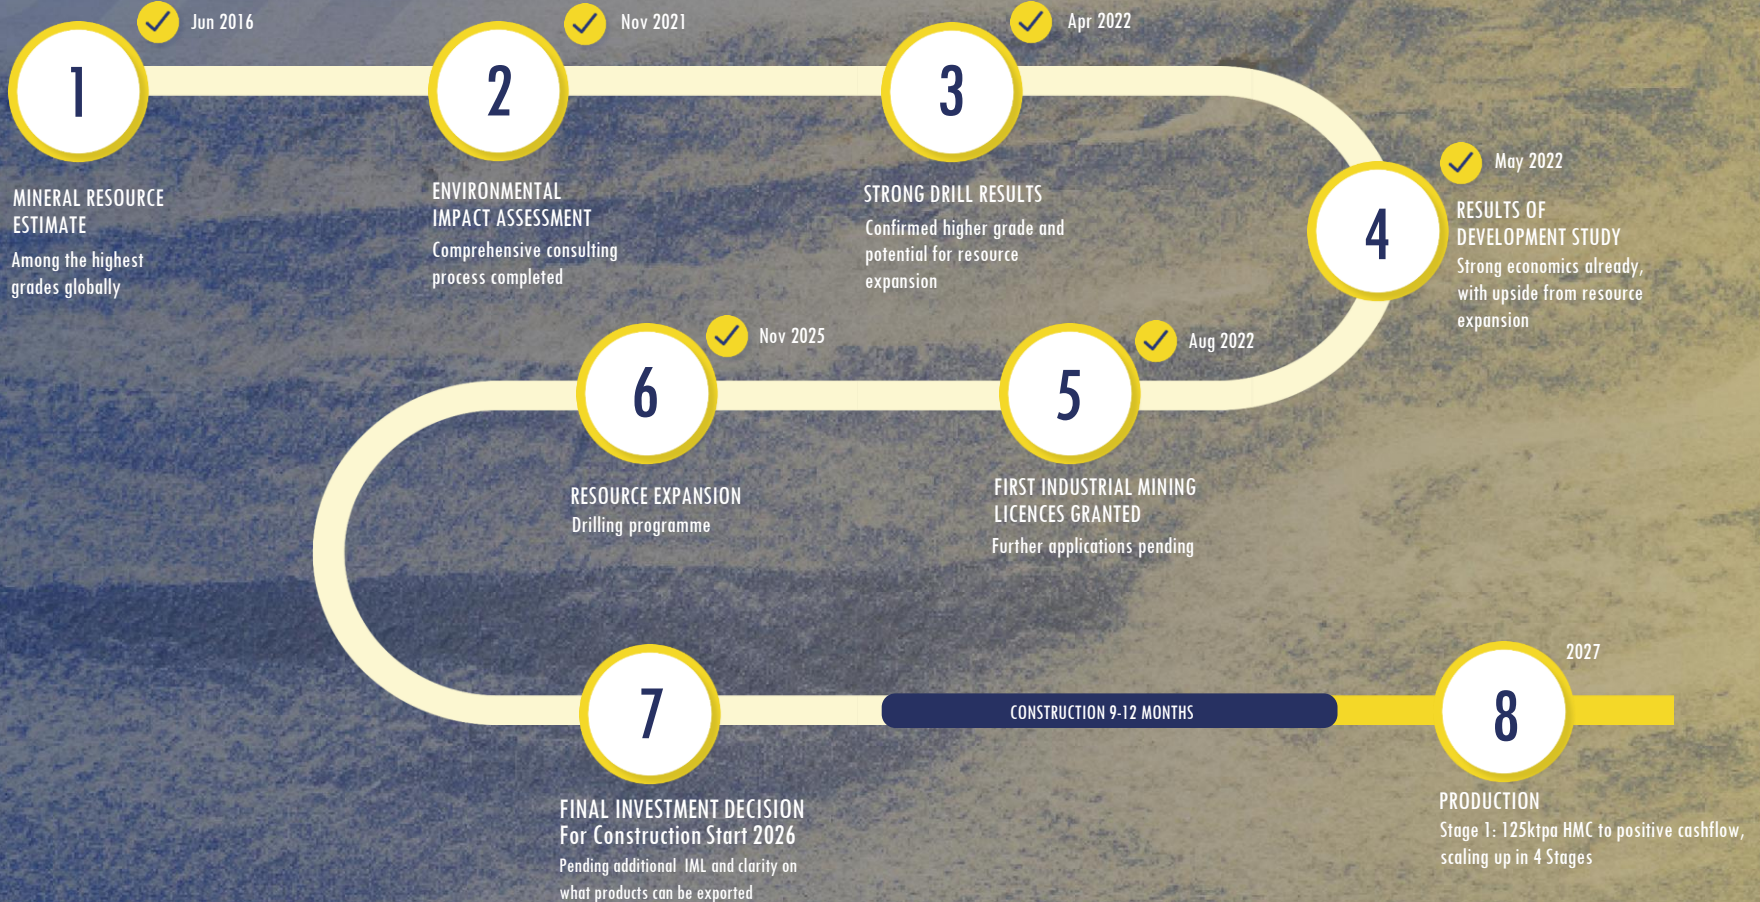 1
Jun 2016
MINERAL RESOURCE
ESTIMATE
Among the highest
grades globally
2
Nov 2021
ENVIRONMENTAL
IMPACT ASSESSMENT
Comprehensive consulting
process completed
3
Apr 2022
STRONG DRILL RESULTS
Confirmed higher grade and
potential for resource
expansion
4
May 2022
RESULTS OF
DEVELOPMENT STUDY
Strong economics already,
with upside from resource
expansion
5
Aug 2022
FIRST INDUSTRIAL MINING
LICENCES GRANTED
Further applications pending
6
Nov 2025
RESOURCE EXPANSION
Drilling programme
7
FINAL INVESTMENT DECISION
For Construction Start 2026
Pending additional IML and clarity on
what products can be exported
CONSTRUCTION 9-12 MONTHS
8
2027
PRODUCTION
Stage 1: 125ktpa HMC to positive cashflow,
scaling up in 4 Stages